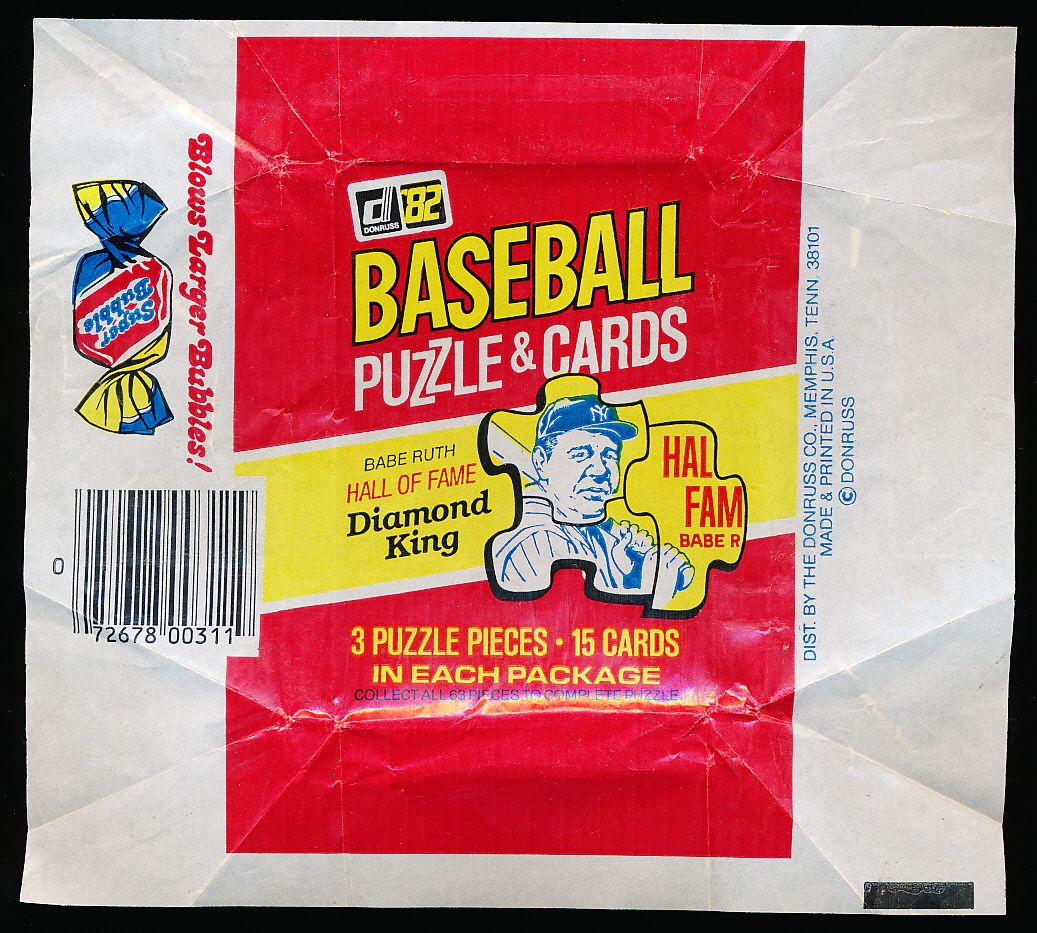 DONRUSS '82
BASEBALL
PUZZLE & CARDS
BABE RUTH
HALL OF FAME
Diamond
King
HAL
FAM
BABE R
3 PUZZLE PIECES • 15 CARDS
IN EACH PACKAGE
COLLECT ALL 63 PIECES TO COMPLETE PUZZLE.
Blows Larger Bubbles!
Super
Bubble
0 72678 00311
DIST. BY THE DONRUSS CO., MEMPHIS, TENN. 38101
MADE & PRINTED IN U.S.A.
© DONRUSS
NY